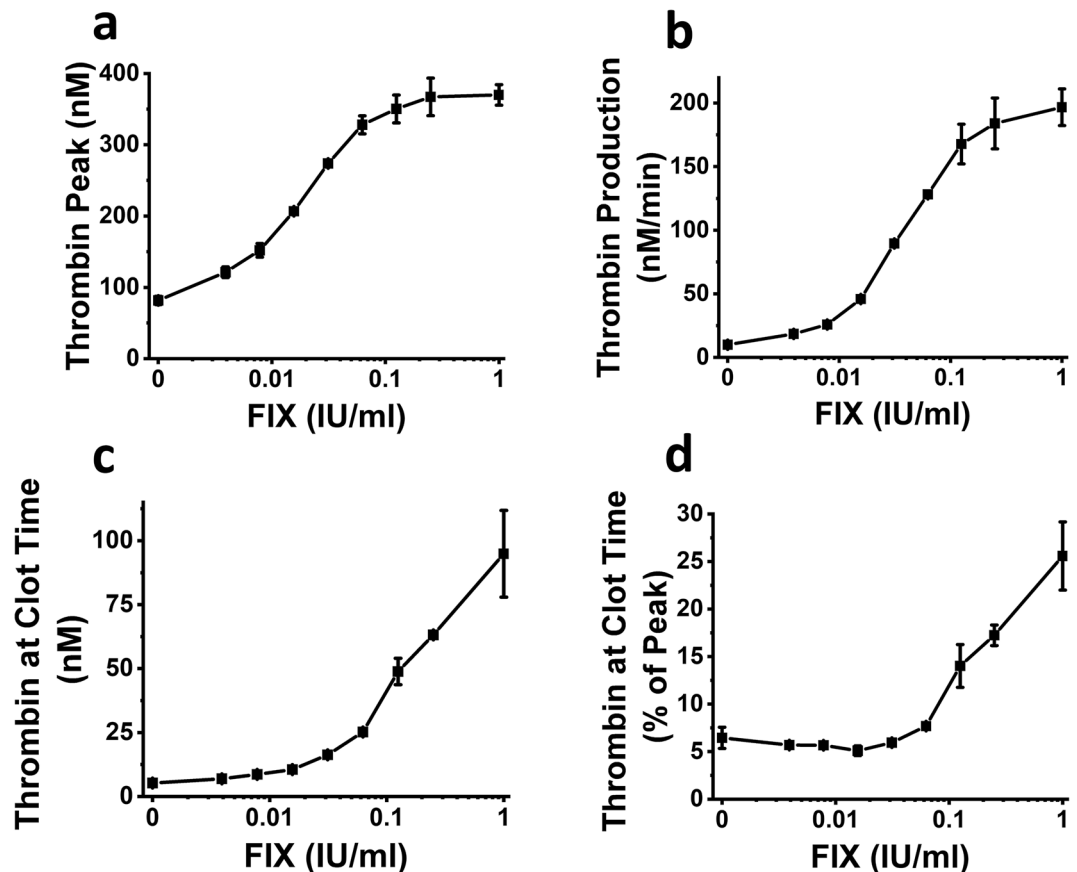 a
Thrombin Peak (nM)
400
300
200
100
0
0 0.01 0.1 1
FIX (IU/ml)
b
Thrombin Production
(nM/min)
200
150
100
50
0
0 0.01 0.1 1
FIX (IU/ml)
c
Thrombin at Clot Time
(nM)
100
75
50
25
0
0 0.01 0.1 1
FIX (IU/ml)
d
Thrombin at Clot Time
(% of Peak)
30
25
20
15
10
5
0
0 0.01 0.1 1
FIX (IU/ml)